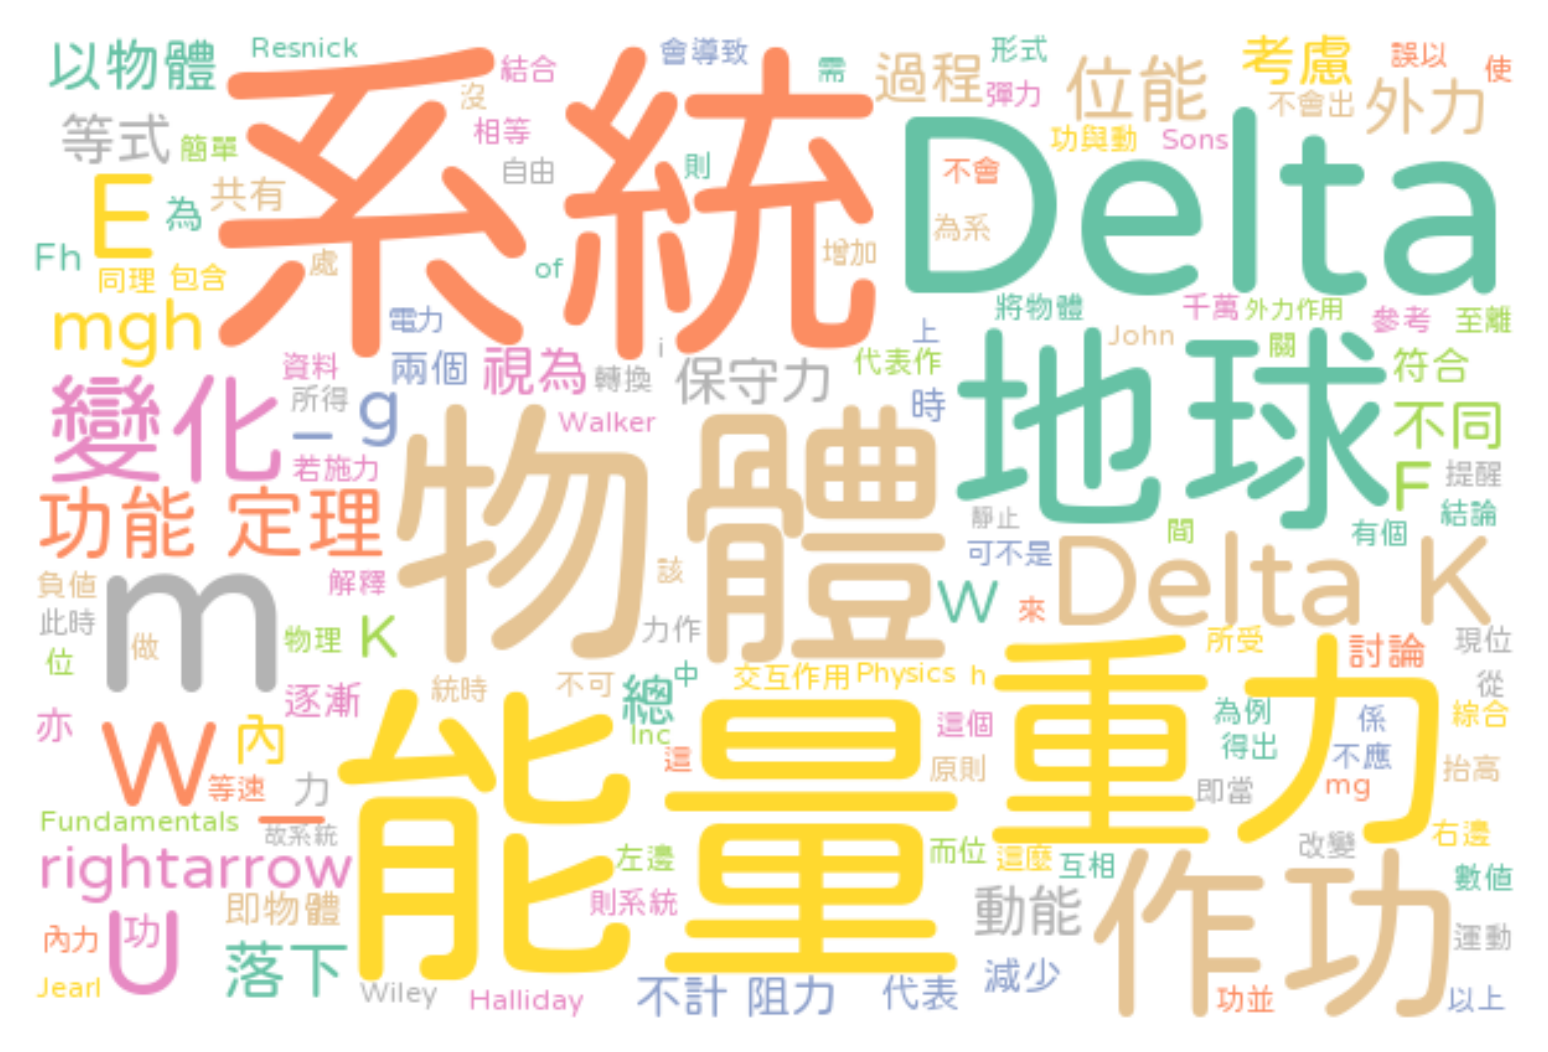 以物體 Resnick 結合 會導致 需 過程 形式 位能 考慮 誤以 使
系統 沒 彈力 不會出 外力
等式 簡單 相等 自由 則 Delta 不會 功與動 Sons
E 為 共有 為系
Fh 同理 包含 處 of 增加
mgh 電力 上 將物體 千萬 外力作用 參考 至離
資料 兩個 視為 i 轉換 保守力 代表作 John 關 符合
變化 所得 _ g Walker 時 地球 不同
若施力 物體 F 提醒
功能 定理 靜止 間 有個 結論
負值 解釋 該 可不是 Delta K
此時 m 做 物理 K 力作 W 來 所受 討論 現位
位 逐漸 統時 不可 總 中 交互作用 Physics h 重力 從
亦 W 內 Inc 這 這個 為例 係 綜合
等速 _ 力 能量 原則 得出 不應 抬高
即當 mg
Fundamentals 故系統 左邊 而位 這麼 互相 改變 右邊
rightarrow 則系統 動能 作功 數值
內力 U 功 即物體 運動
Jearl 落下 Wiley Halliday 不計 阻力 代表 減少 功並 以上